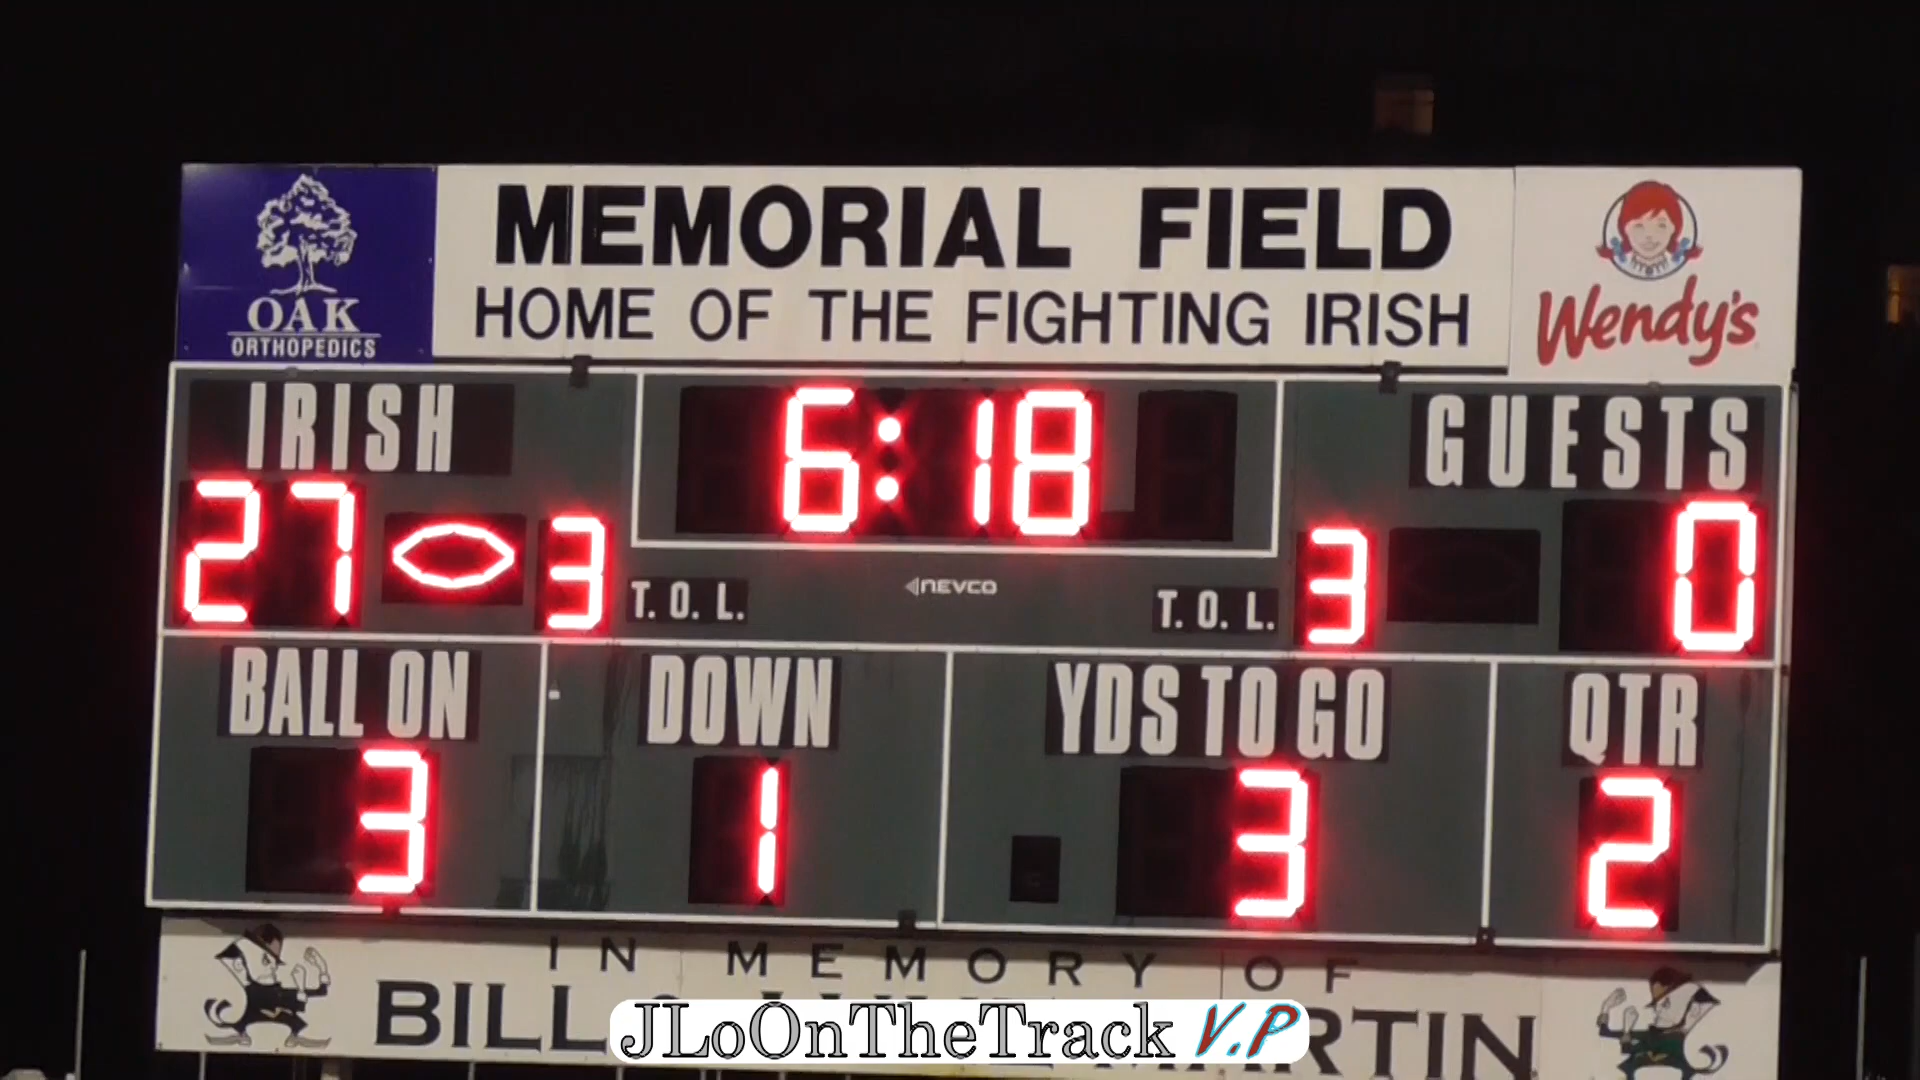 OAK
ORTHOPEDICS
MEMORIAL FIELD
HOME OF THE FIGHTING IRISH
Wendy's
IRISH
6:18
GUESTS
27 3 T. O. L.
NEVCO
T. O. L. 3 0
BALL ON DOWN YDS TO GO QTR
3 1 3 2
IN MEMORY OF
BILL
JLoOnTheTrack V.P